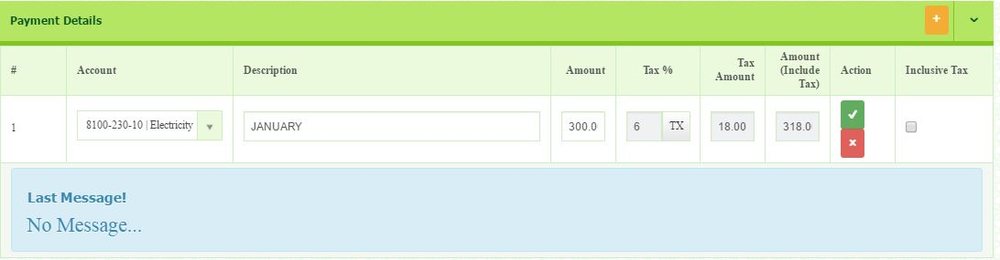 Payment Details +
# Account Description Amount Tax % Tax Amount Amount (Include Tax) Action Inclusive Tax
1 8100-230-10 | Electricity JANUARY 300.0 6 TX 18.00 318.0
Last Message!
No Message...